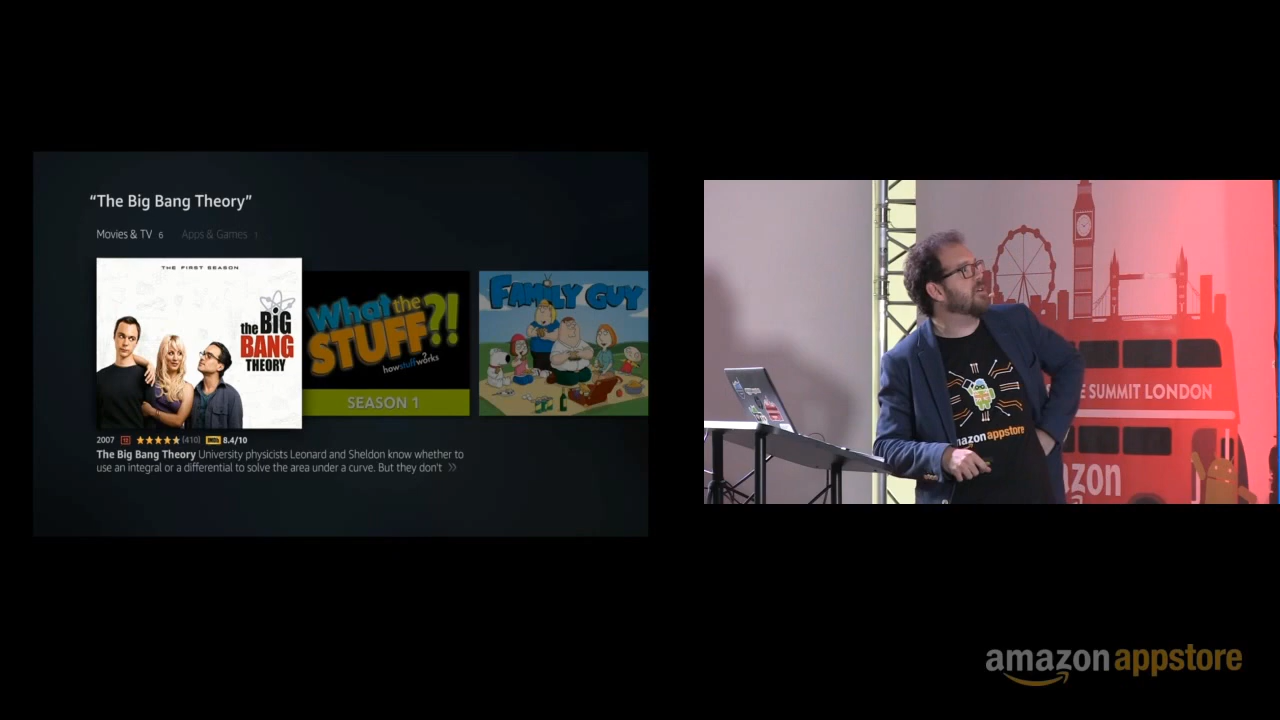 “The Big Bang Theory”
Movies & TV 6 Apps & Games 1
THE FIRST SEASON
the BIG
BANG
THEORY
What the
STUFF?!
howstuffworks
SEASON 1
FAMILY GUY
2007 (410) IMDb 8.4/10
The Big Bang Theory University physicists Leonard and Sheldon know whether to
use an integral or a differential to solve the area under a curve. But they don't »
E SUMMIT LONDON
amazon appstore
azon
amazon appstore